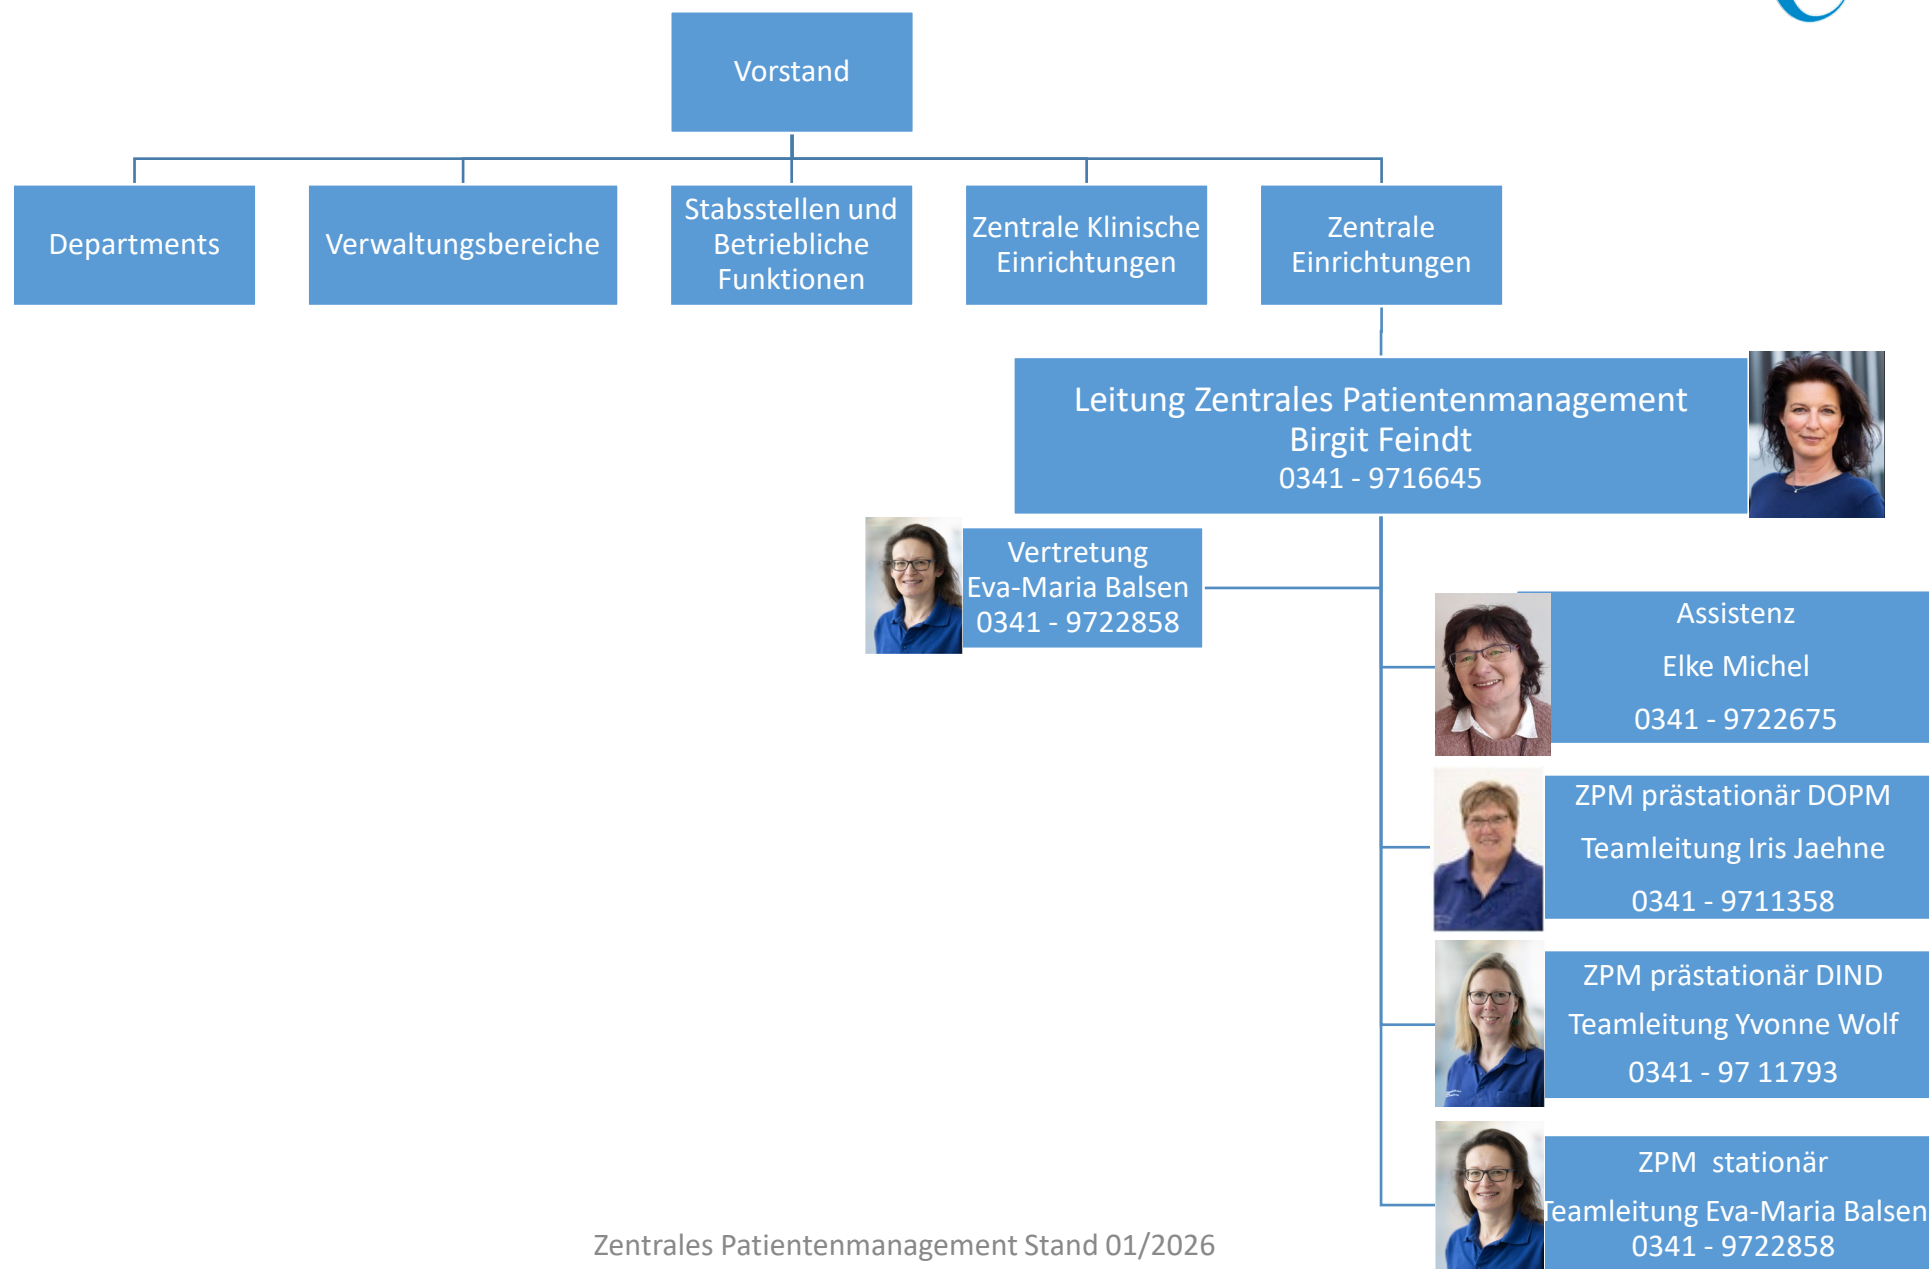 Vorstand
Departments
Verwaltungsbereiche
Stabsstellen und
Betriebliche
Funktionen
Zentrale Klinische
Einrichtungen
Zentrale
Einrichtungen
Leitung Zentrales Patientenmanagement
Birgit Feindt
0341 - 9716645
Vertretung
Eva-Maria Balsen
0341 - 9722858
Assistenz
Elke Michel
0341 - 9722675
ZPM prästationär DOPM
Teamleitung Iris Jaehne
0341 - 9711358
ZPM prästationär DIND
Teamleitung Yvonne Wolf
0341 - 97 11793
ZPM  stationär
Teamleitung Eva-Maria Balsen
0341 - 9722858
Zentrales Patientenmanagement Stand 01/2026